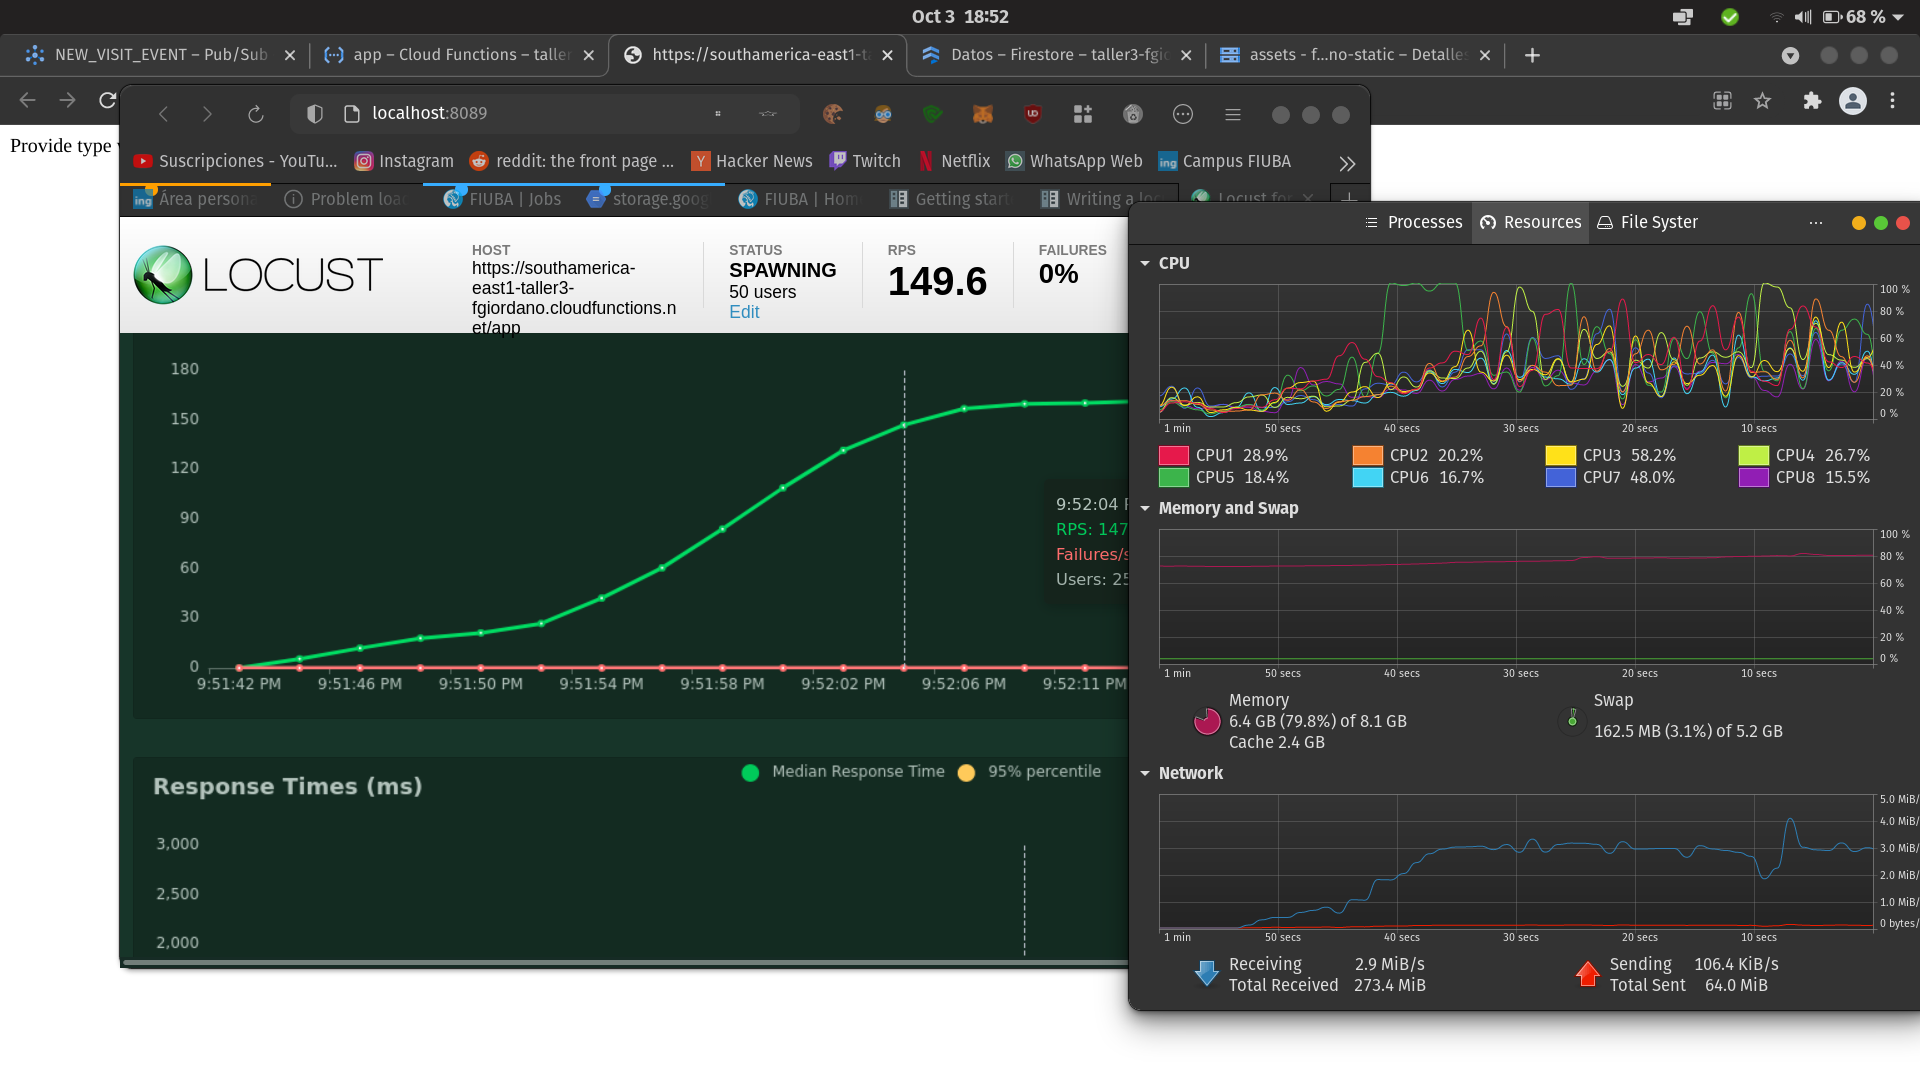 Oct 3 18:52
68 %
NEW_VISIT_EVENT – Pub/Sub
app – Cloud Functions – taller
https://southamerica-east1-ta
Datos – Firestore – taller3-fgio
assets - f...no-static – Detalles
Provide type
localhost:8089
Suscripciones - YouTu...
Instagram
reddit: the front page ...
Hacker News
Twitch
Netflix
WhatsApp Web
Campus FIUBA
Área persona
Problem loa
FIUBA | Jobs
storage.goog
FIUBA | Hom
Getting start
Writing a loc
Locust for
LOCUST
HOST
https://southamerica-
east1-taller3-
fgiordano.cloudfunctions.n
et/app
STATUS
SPAWNING
50 users
Edit
RPS
149.6
FAILURES
0%
180
150
120
90
60
30
0
9:51:42 PM
9:51:46 PM
9:51:50 PM
9:51:54 PM
9:51:58 PM
9:52:02 PM
9:52:06 PM
9:52:11 PM
9:52:04
RPS: 147
Failures/s
Users: 25
Response Times (ms)
Median Response Time
95% percentile
3,000
2,500
2,000
Processes
Resources
File Syster
CPU
100 %
80 %
60 %
40 %
20 %
0 %
1 min
50 secs
40 secs
30 secs
20 secs
10 secs
CPU1 28.9%
CPU2 20.2%
CPU3 58.2%
CPU4 26.7%
CPU5 18.4%
CPU6 16.7%
CPU7 48.0%
CPU8 15.5%
Memory and Swap
100 %
80 %
60 %
40 %
20 %
0 %
1 min
50 secs
40 secs
30 secs
20 secs
10 secs
Memory
6.4 GB (79.8%) of 8.1 GB
Cache 2.4 GB
Swap
162.5 MB (3.1%) of 5.2 GB
Network
5.0 MiB/
4.0 MiB/
3.0 MiB/
2.0 MiB/
1.0 MiB/
0 bytes/
1 min
50 secs
40 secs
30 secs
20 secs
10 secs
Receiving 2.9 MiB/s
Total Received 273.4 MiB
Sending 106.4 KiB/s
Total Sent 64.0 MiB